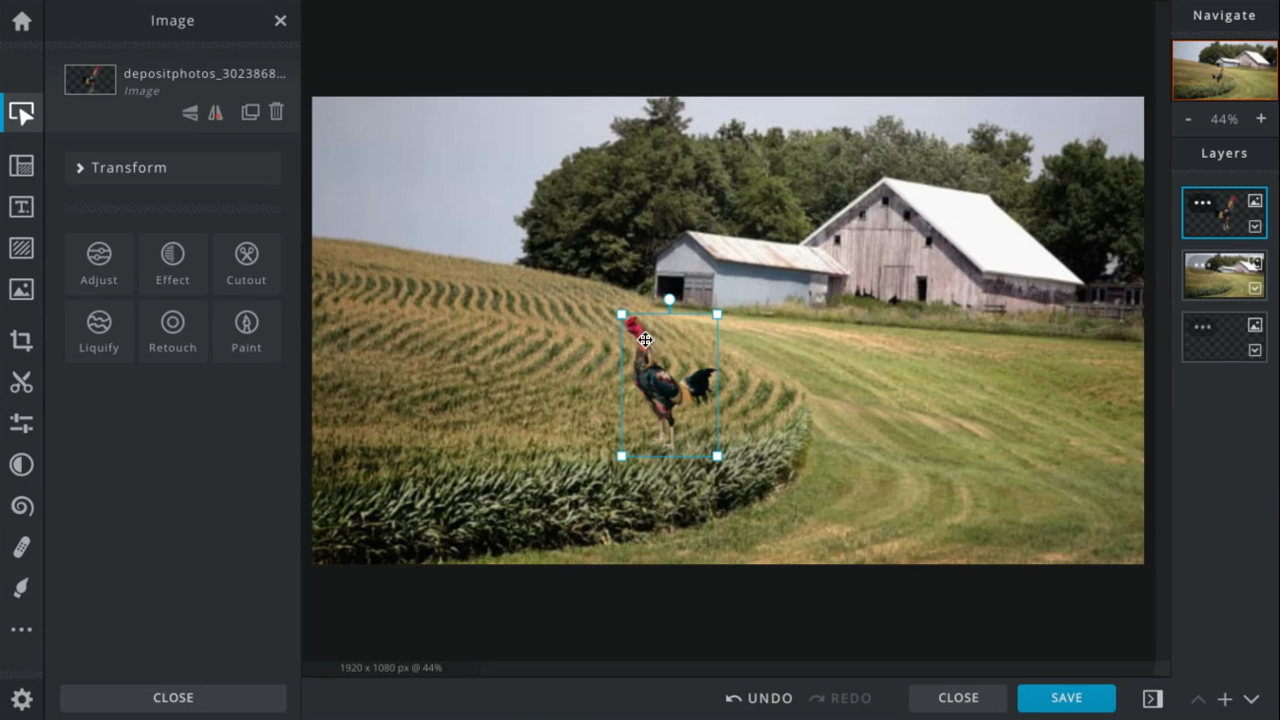 Image
Navigate
depositphotos_3023868...
Image
44%
Transform
Layers
Adjust
Effect
Cutout
Liquify
Retouch
Paint
1920 x 1080 px @ 44%
CLOSE
UNDO
REDO
CLOSE
SAVE